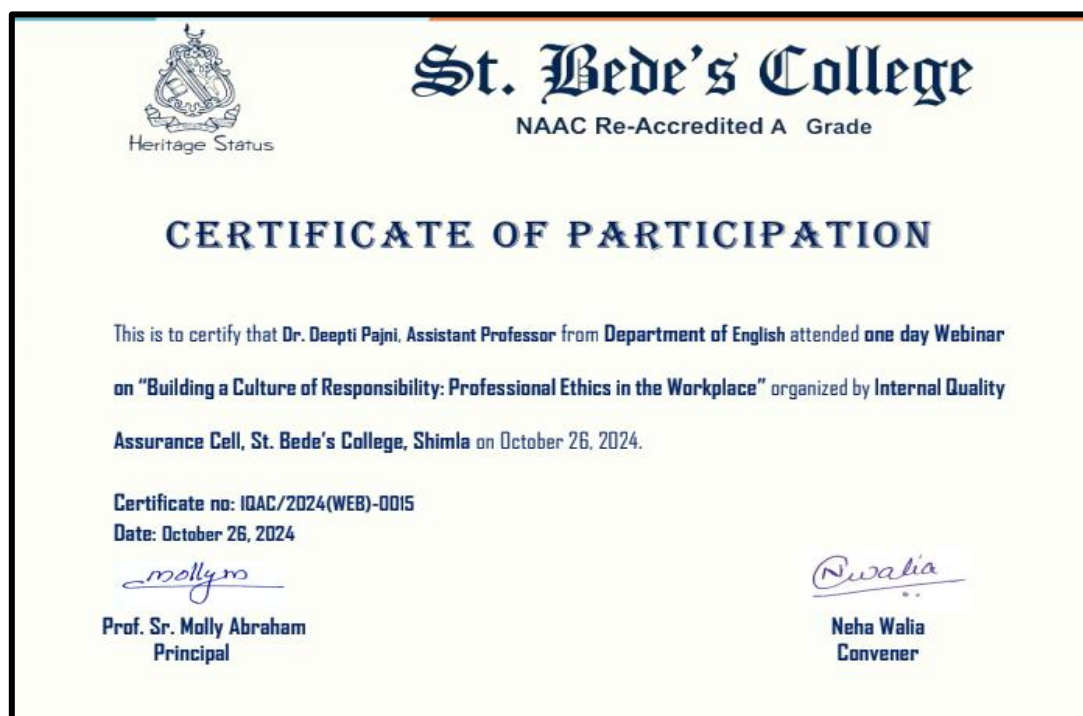 St. Bede's College
NAAC Re-Accredited A Grade
Heritage Status
CERTIFICATE OF PARTICIPATION
This is to certify that Dr. Deepti Pajni, Assistant Professor from Department of English attended one day Webinar
on “Building a Culture of Responsibility: Professional Ethics in the Workplace” organized by Internal Quality
Assurance Cell, St. Bede's College, Shimla on October 26, 2024.
Certificate no: IQAC/2024(WEB)-0015
Date: October 26, 2024
mollym
Nwalia
Prof. Sr. Molly Abraham
Principal
Neha Walia
Convener